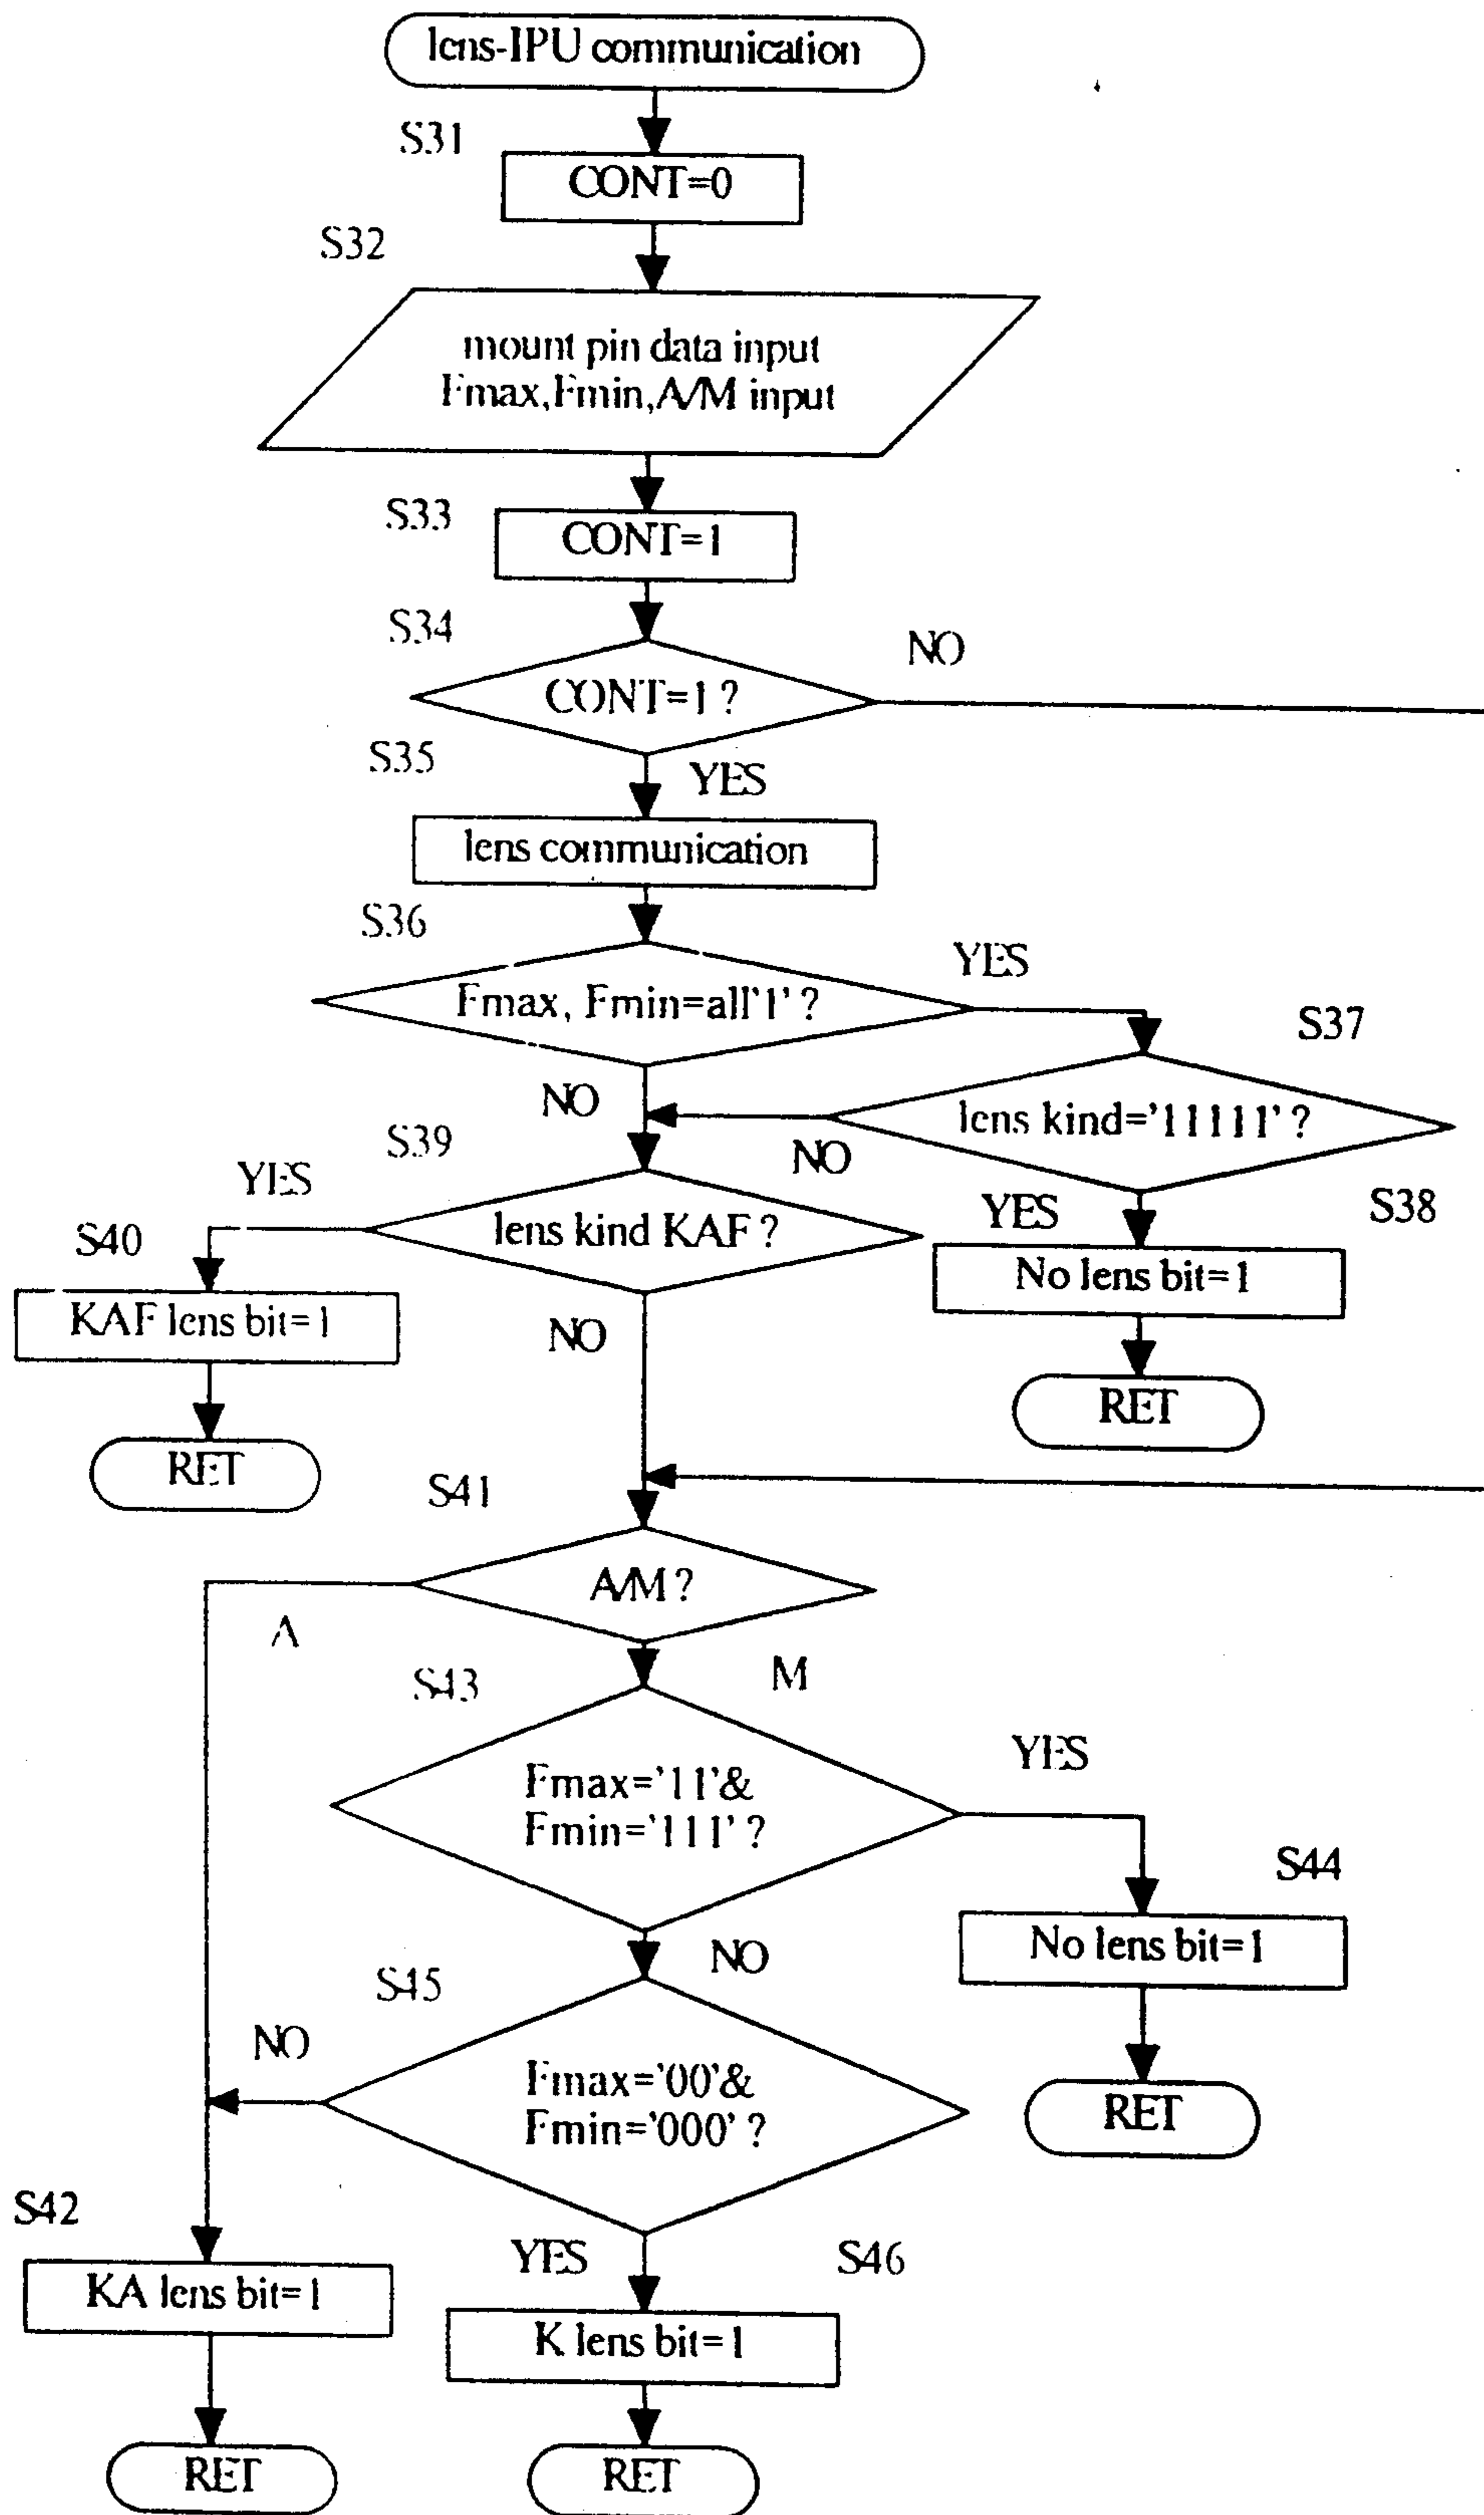 lens-IPU communication
S31
CONT=0
S32
mount pin data input
Fmax,Fmin,A/M input
S33
CONT=1
S34
NO
CONT=1?
S35
YES
lens communication
S36
YES
Fmax, Fmin=all'1'?
S37
NO
lens kind='11111'?
S39
NO
YES
YES
S38
S40
lens kind KAF?
No lens bit=1
KAF lens bit=1
NO
RET
RET
S41
A/M?
A
S43
M
YES
Fmax='11'&
Fmin='111'?
S44
No lens bit=1
NO
S45
NO
Fmax='00'&
Fmin='000'?
RET
S42
YES
S46
KA lens bit=1
K lens bit=1
RET
RET